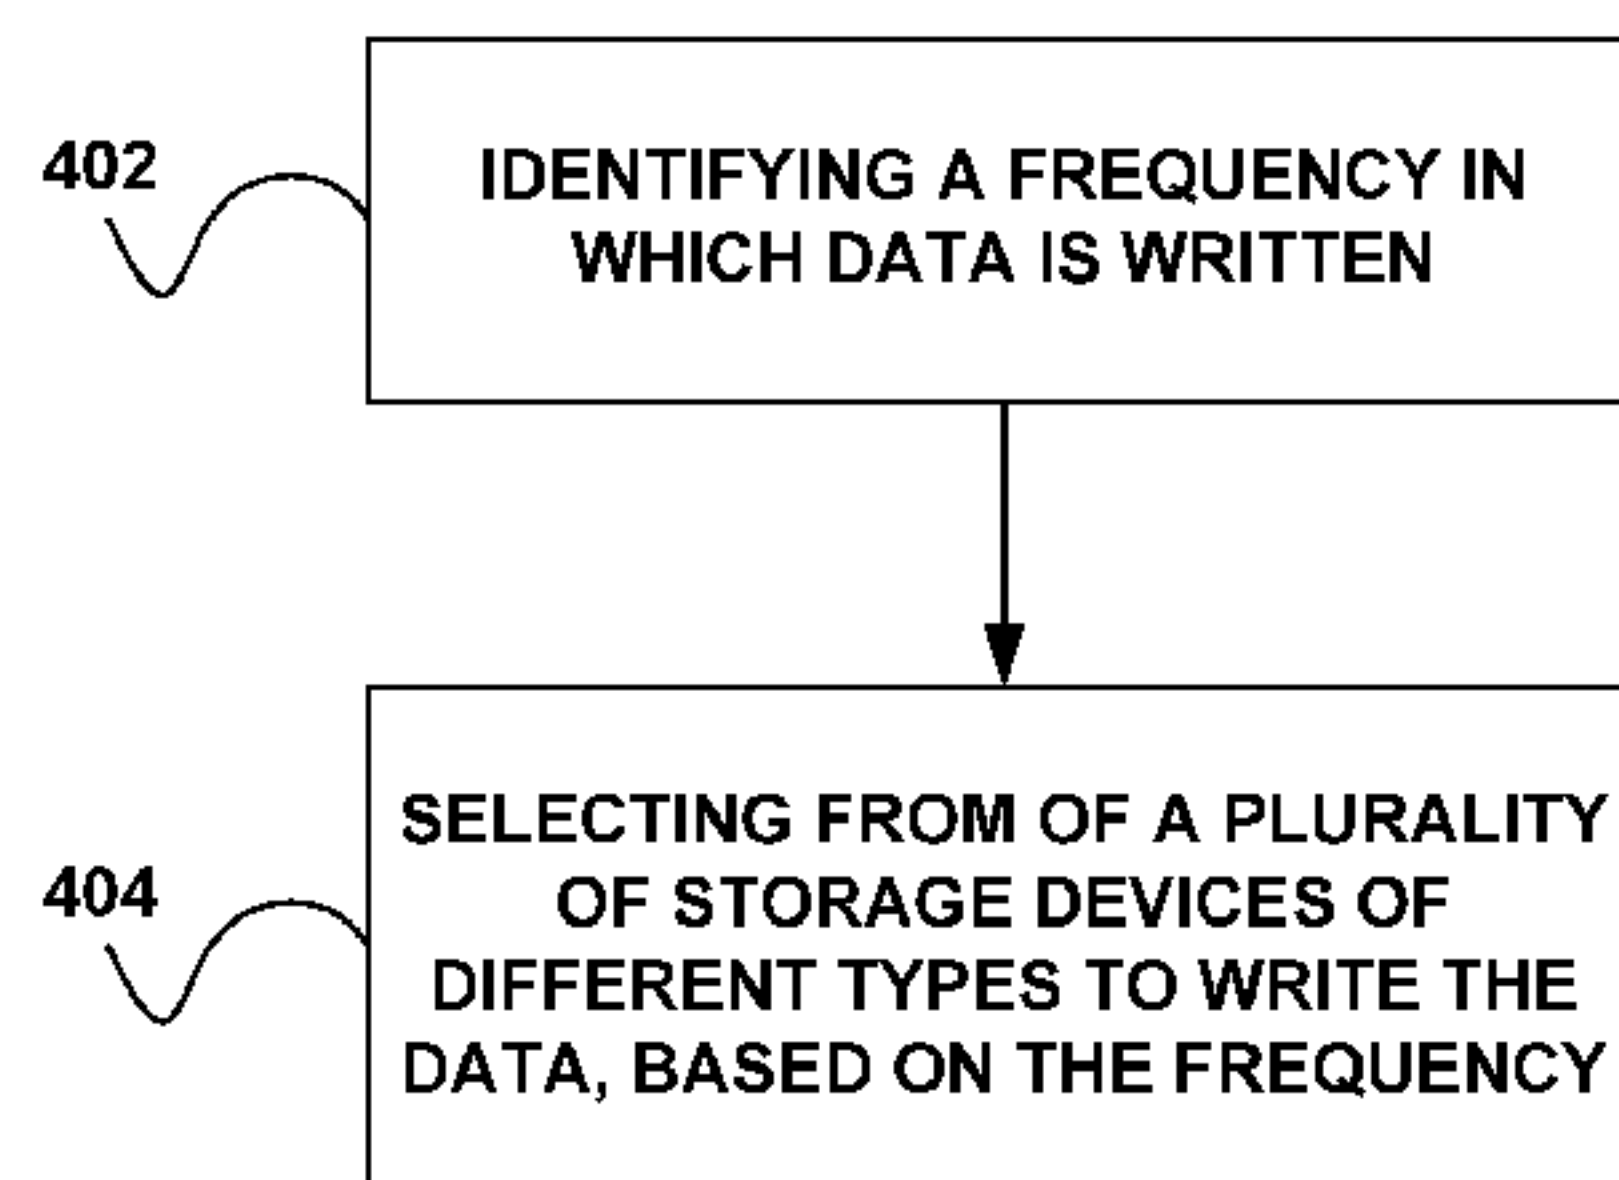 402
IDENTIFYING A FREQUENCY IN
WHICH DATA IS WRITTEN
404
SELECTING FROM OF A PLURALITY
OF STORAGE DEVICES OF
DIFFERENT TYPES TO WRITE THE
DATA, BASED ON THE FREQUENCY